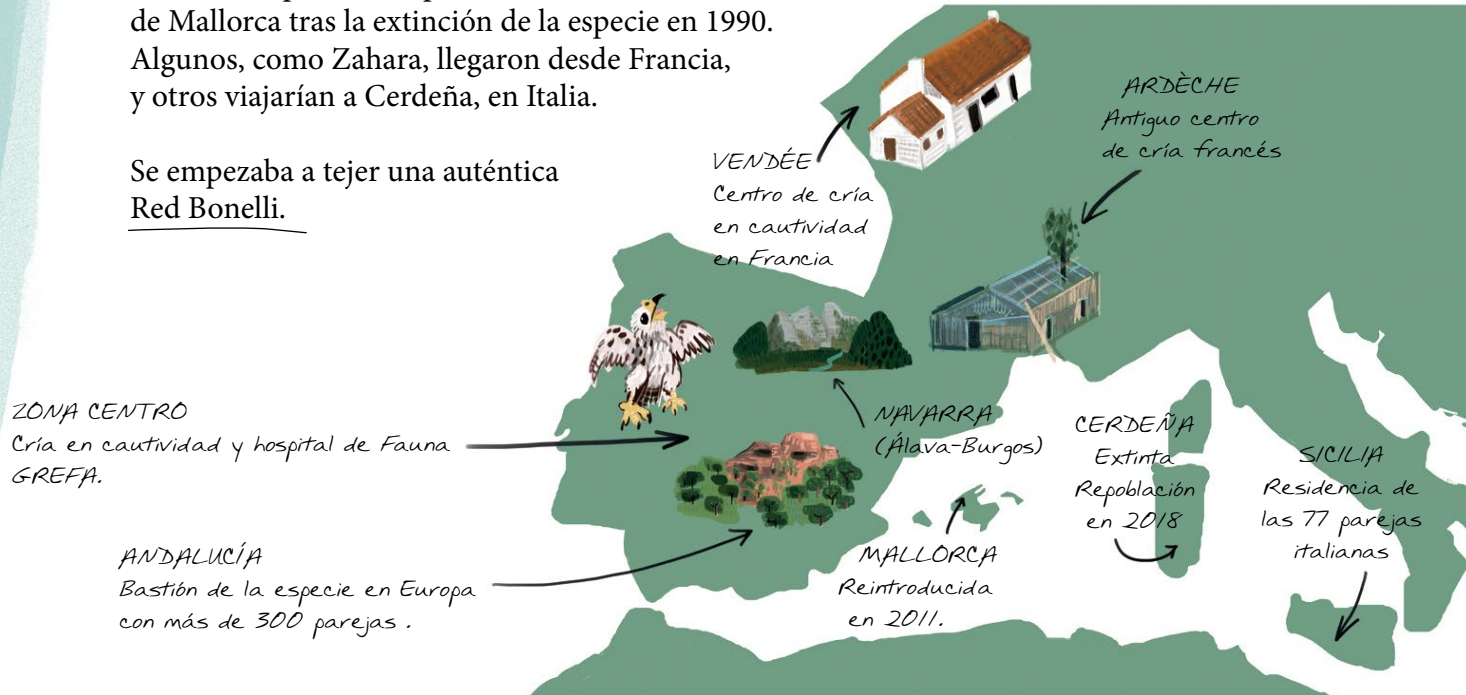 de Mallorca tras la extinción de la especie en 1990.
Algunos, como Zahara, llegaron desde Francia,
y otros viajarían a Cerdeña, en Italia.
Se empezaba a tejer una auténtica
Red Bonelli.
ARDÈCHE
Antiguo centro
de cría francés
VENDÉE
Centro de cría
en cautividad
en Francia
ZONA CENTRO
Cría en cautividad y hospital de Fauna
GREFA.
NAVARRA
(Álava-Burgos)
CERDEÑA
Extinta
Repoblación
en 2018
SICILIA
Residencia de
las 77 parejas
italianas
ANDALUCÍA
Bastión de la especie en Europa
con más de 300 parejas .
MALLORCA
Reintroducida
en 2011.